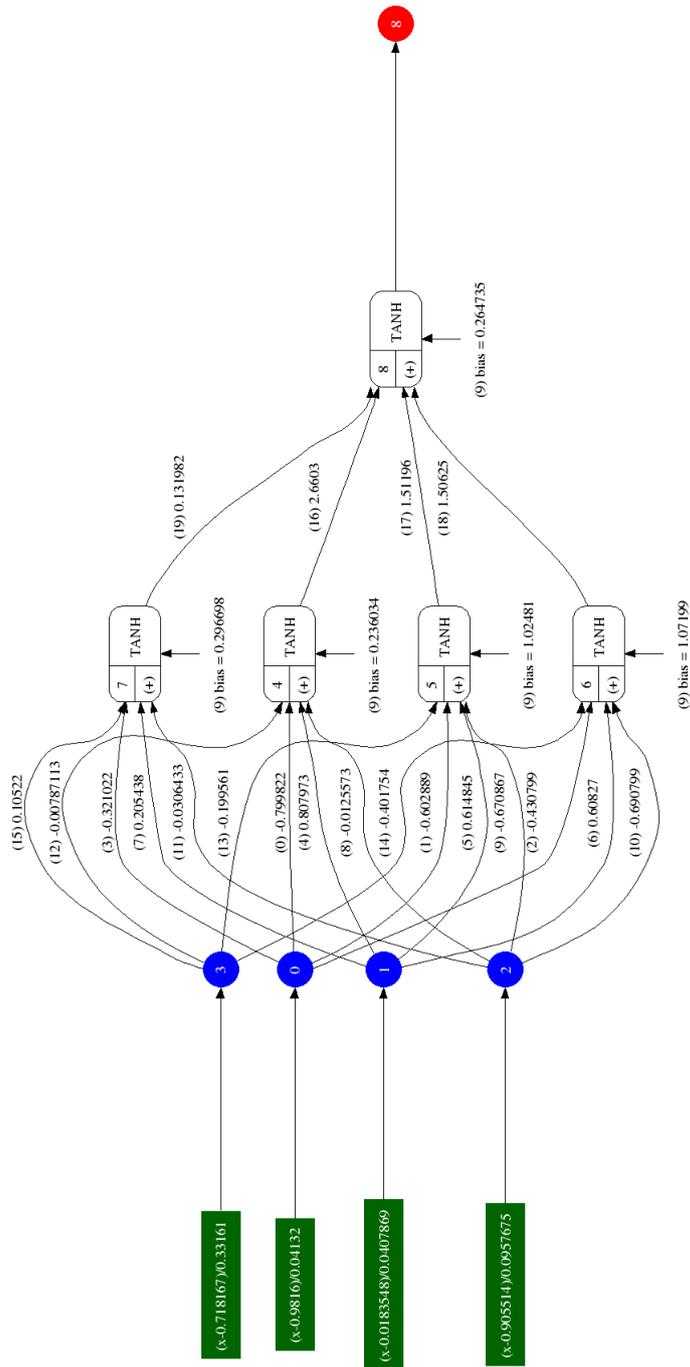 8
8
(+)
TANH
(9) bias = 0.264735
(19) 0.131982
(16) 2.6603
(17) 1.51196
(18) 1.50625
7
(+)
TANH
(9) bias = 0.296698
4
(+)
TANH
(9) bias = 0.236034
5
(+)
TANH
(9) bias = 1.02481
6
(+)
TANH
(9) bias = 1.07199
(15) 0.10522
(12) -0.00787113
(3) -0.321022
(7) 0.205438
(11) -0.0306433
(13) -0.199561
(0) -0.799822
(4) 0.807973
(8) -0.0125573
(14) -0.401754
(1) -0.602889
(5) 0.614845
(9) -0.670867
(2) -0.430799
(6) 0.60827
(10) -0.690799
3
0
1
2
(x-0.718167)/0.33161
(x-0.9816)/0.04132
(x-0.0183548)/0.0407869
(x-0.905514)/0.0957675